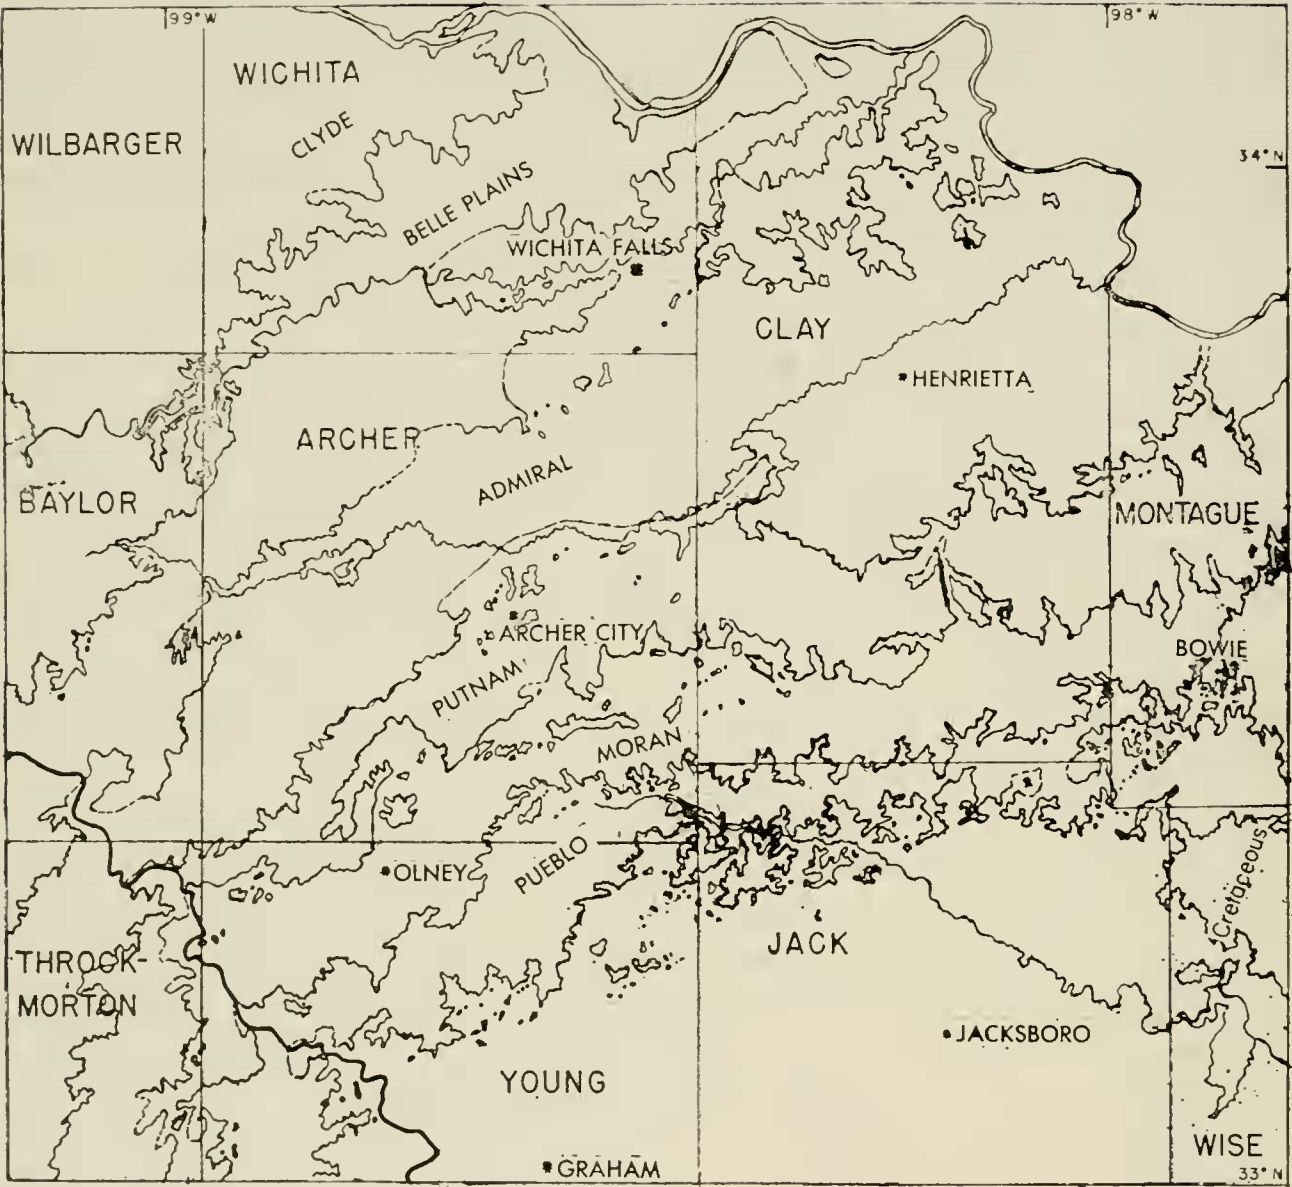 99° W
98° W
WICHITA
CLYDE
WILBARGER
34° N
BELLE PLAINS
WICHITA FALLS
CLAY
HENRIETTA
ARCHER
ADMIRAL
BAYLOR
MONTAGUE
ARCHER CITY
BOWIE
PUTNAM
MORAN
OLNEY
PUEBLO
Cretaceous
JACK
THROCK-
MORTON
JACKSBORO
YOUNG
WISE
GRAHAM
33° N